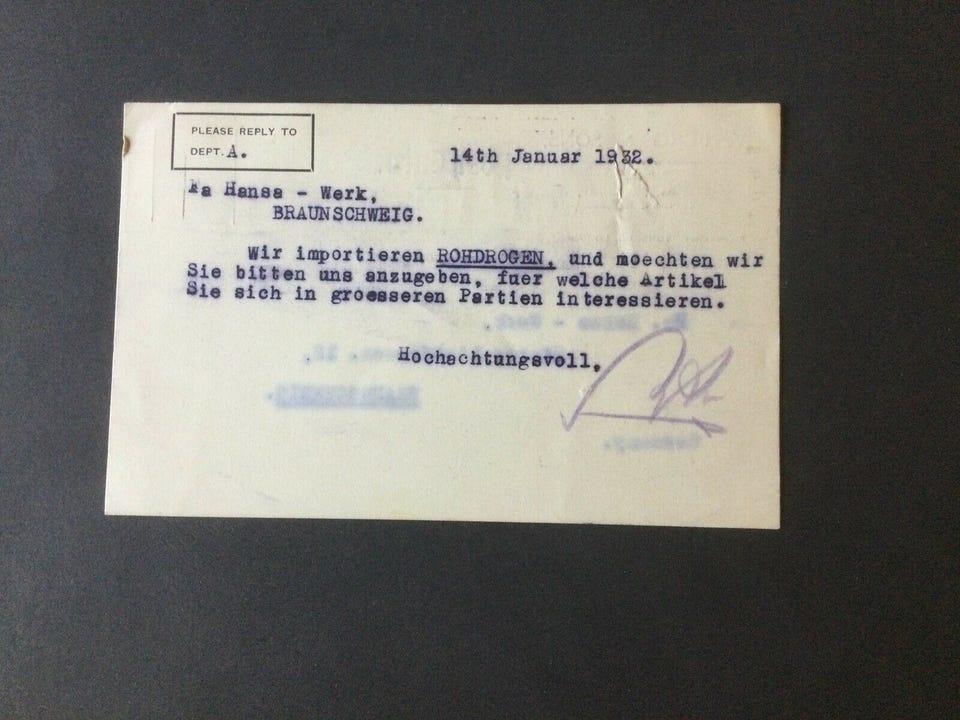 PLEASE REPLY TO
DEPT. A.
14th Januar 1932.
Fa Hansa - Werk,
BRAUNSCHWEIG.
Wir importieren ROHDROGEN, und moechten wir
Sie bitten uns anzugeben, fuer welche Artikel
Sie sich in groesseren Partien interessieren.
Hochachtungsvoll,